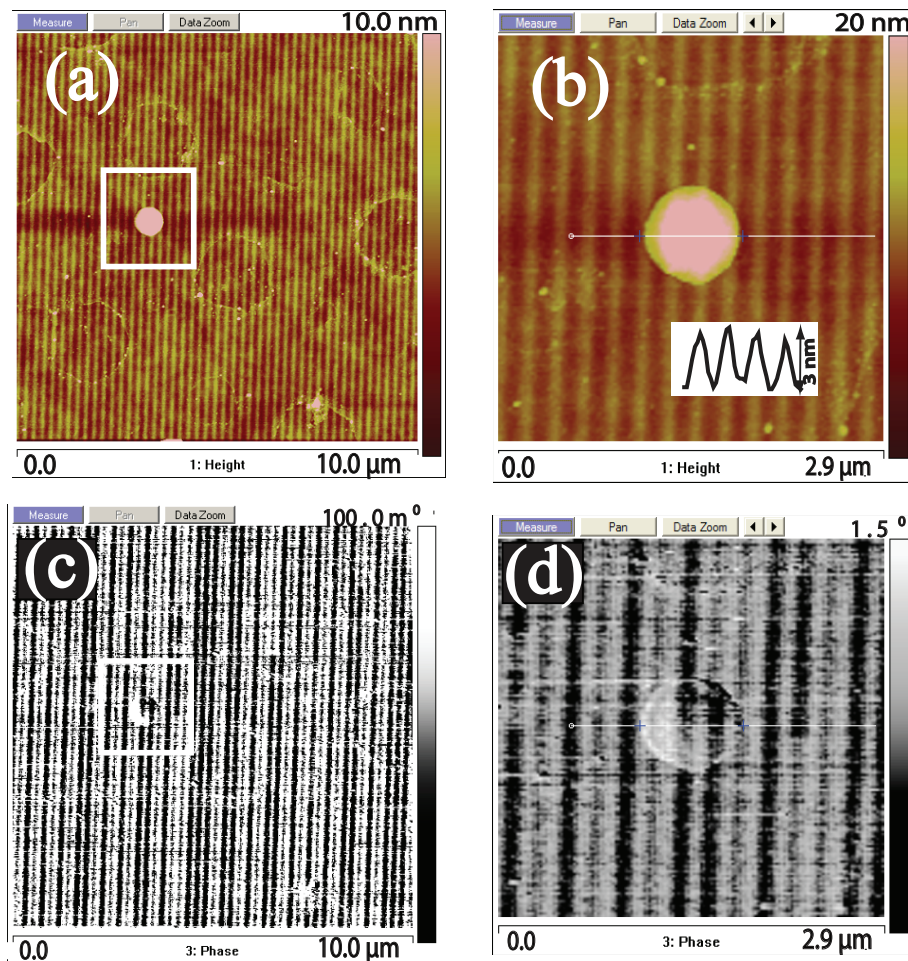 Measure Pan Data Zoom 10.0 nm
(a)
0.0 1: Height 10.0 µm
Measure Pan Data Zoom 20 nm
(b)
3 nm
0.0 1: Height 2.9 µm
Measure Pan Data Zoom 100.0 m°
(c)
0.0 3: Phase 10.0 µm
Measure Pan Data Zoom 1.5 °
(d)
0.0 3: Phase 2.9 µm